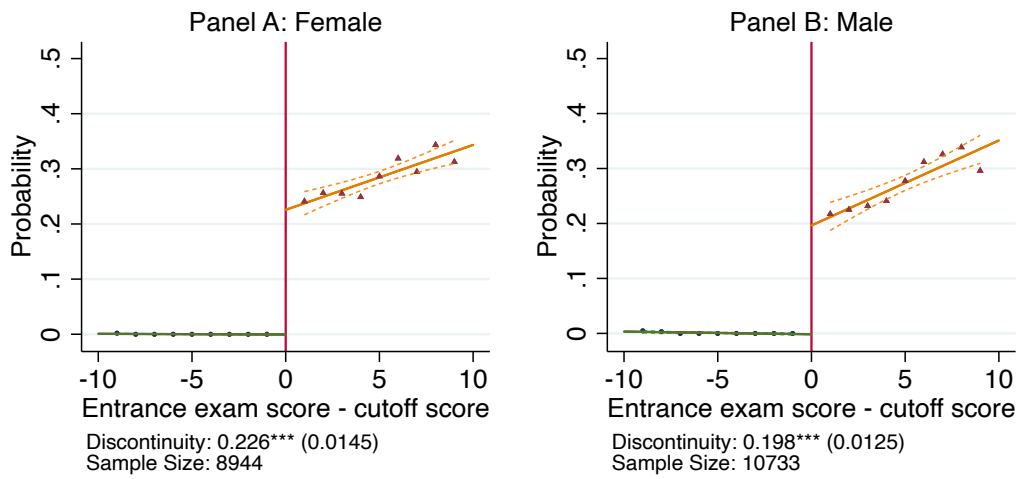 Panel A: Female
Probability
.5
.4
.3
.2
.1
0
-10 -5 0 5 10
Entrance exam score - cutoff score
Discontinuity: 0.226*** (0.0145)
Sample Size: 8944
Panel B: Male
Probability
.5
.4
.3
.2
.1
0
-10 -5 0 5 10
Entrance exam score - cutoff score
Discontinuity: 0.198*** (0.0125)
Sample Size: 10733